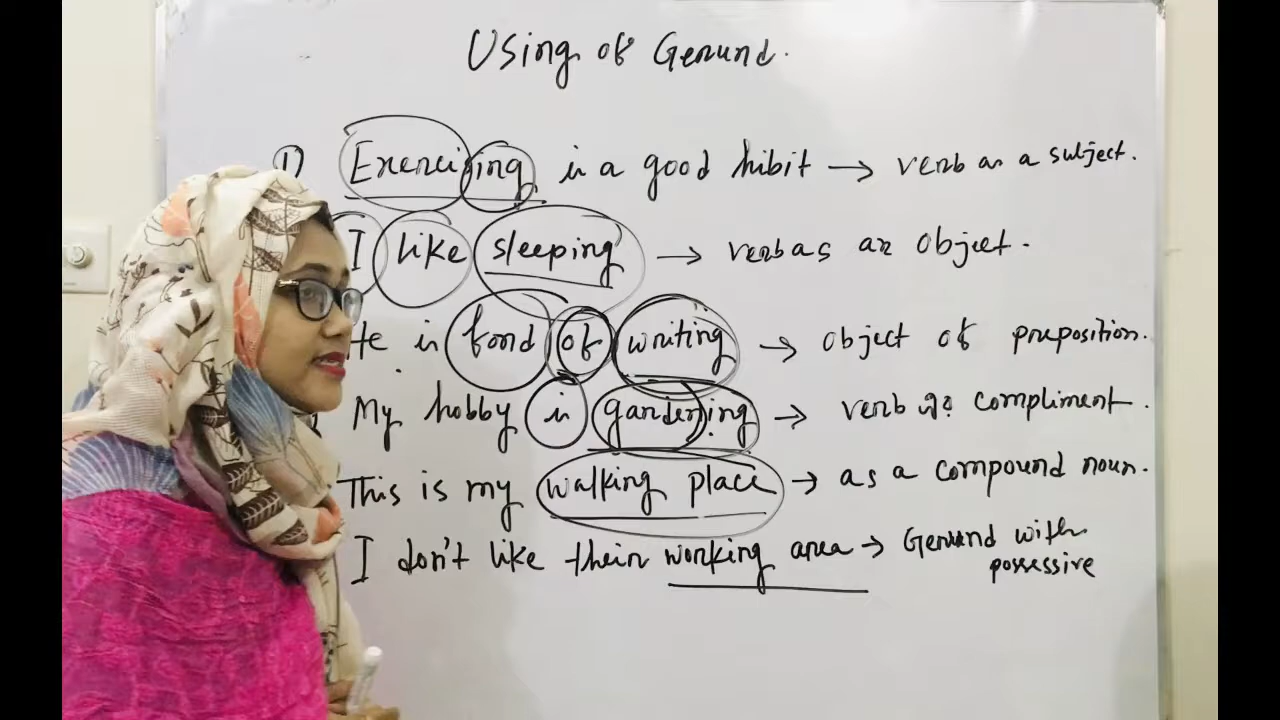 Using of Gerund.
1) Exercising is a good hibit → verb as a subject.
I like sleeping → verb as an object.
He is fond of writing → object of preposition.
My hobby is gardening → verb as compliment.
This is my walking place → as a compound noun.
I don't like their working area → Gerund with possessive